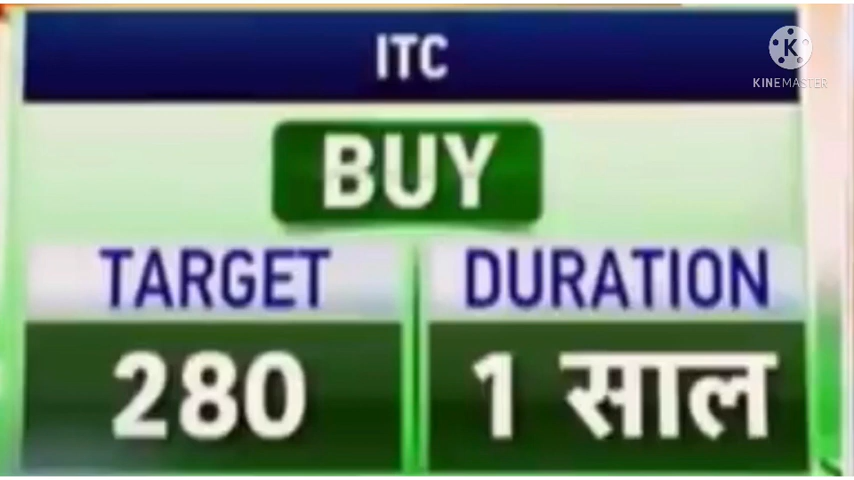 ITC
K
KINEMASTER
BUY
TARGET DURATION
280 1 साल